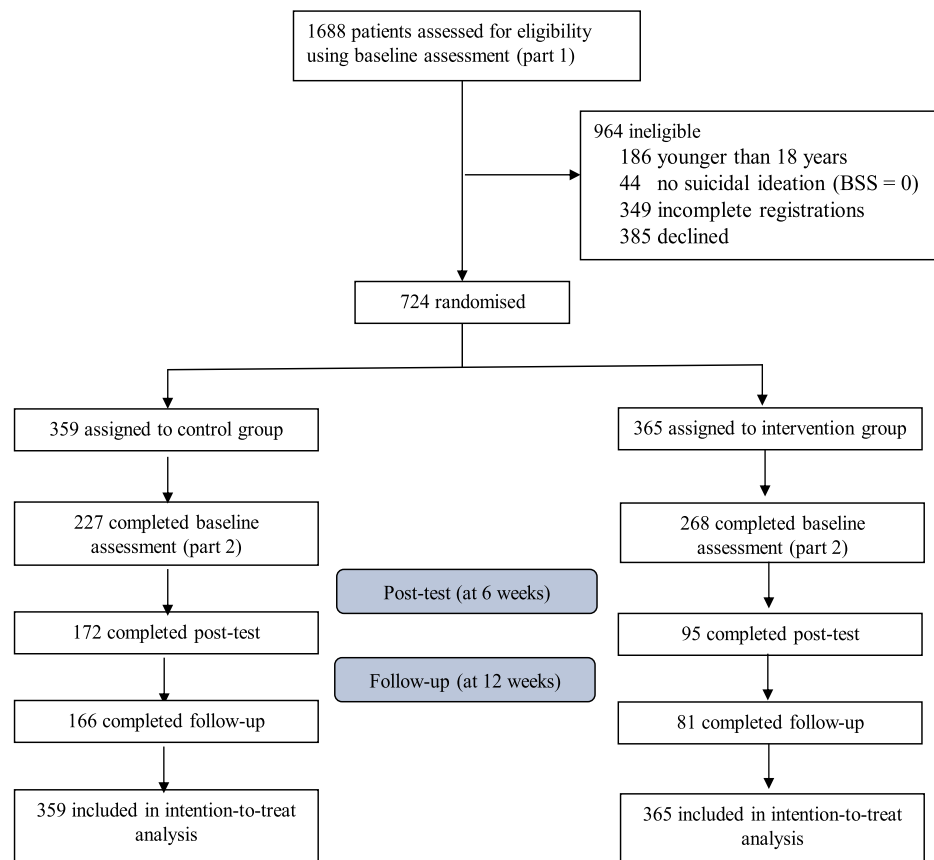 1688 patients assessed for eligibility
using baseline assessment (part 1)
964 ineligible
186 younger than 18 years
44 no suicidal ideation (BSS = 0)
349 incomplete registrations
385 declined
724 randomised
359 assigned to control group
365 assigned to intervention group
227 completed baseline
assessment (part 2)
268 completed baseline
assessment (part 2)
Post-test (at 6 weeks)
172 completed post-test
95 completed post-test
Follow-up (at 12 weeks)
166 completed follow-up
81 completed follow-up
359 included in intention-to-treat
analysis
365 included in intention-to-treat
analysis